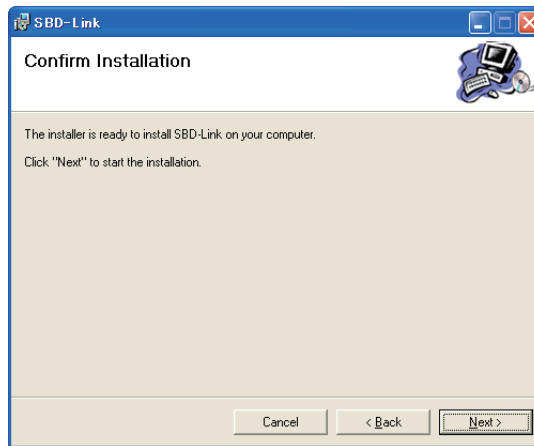 SBD-Link
Confirm Installation
The installer is ready to install SBD-Link on your computer.
Click "Next" to start the installation.
Cancel
< Back
Next >